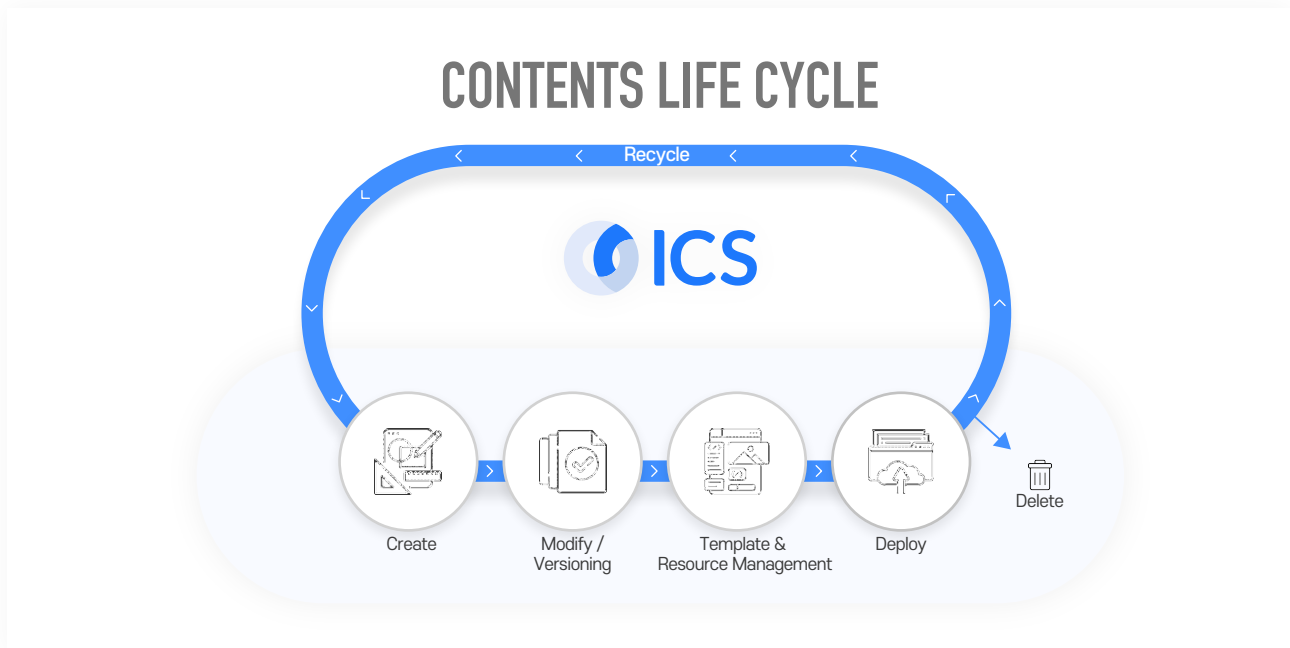 CONTENTS LIFE CYCLE
Recycle
ICS
Create
Modify /
Versioning
Template &
Resource Management
Deploy
Delete